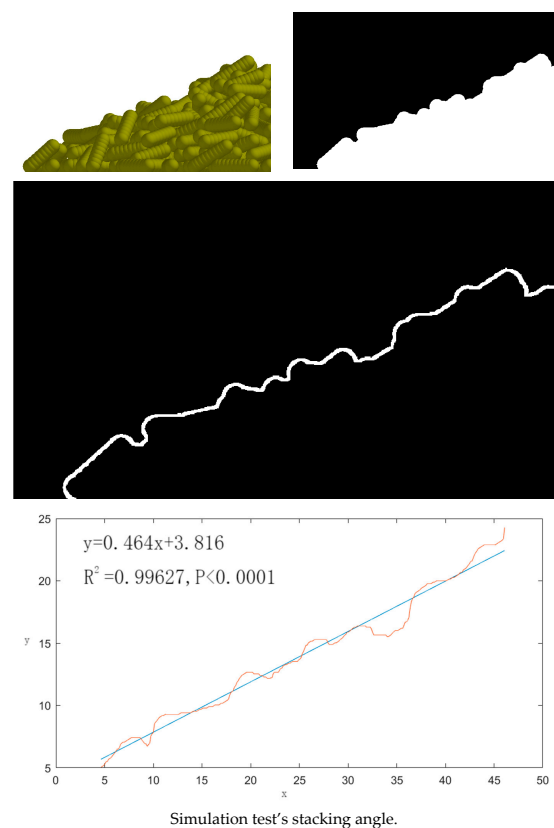 y=0.464x+3.816
R²=0.99627,P<0.0001
25
20
15
10
5
y
0 5 10 15 20 25 30 35 40 45 50
x
Simulation test's stacking angle.